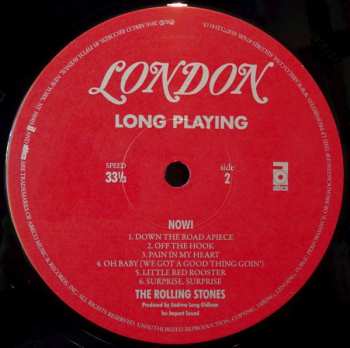 LONDON
LONG PLAYING
SPEED
33⅓
side
2
abkco
NOW!
1. DOWN THE ROAD APIECE
2. OFF THE HOOK
3. PAIN IN MY HEART
4. OH BABY (WE GOT A GOOD THING GOIN')
5. LITTLE RED ROOSTER
6. SURPRISE, SURPRISE
THE ROLLING STONES
Produced by Andrew Loog Oldham
for Impact Sound